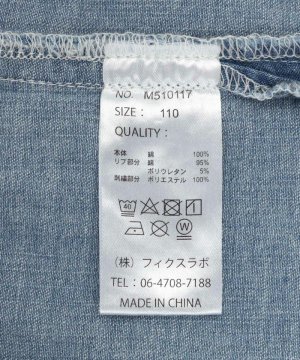 NO. M510117
SIZE: 110
QUALITY:
本体 綿 100%
リブ部分 綿 95%
ポリウレタン 5%
刺繍部分 ポリエステル 100%
40
W
（株）フィクスラボ
TEL：06-4708-7188
MADE IN CHINA